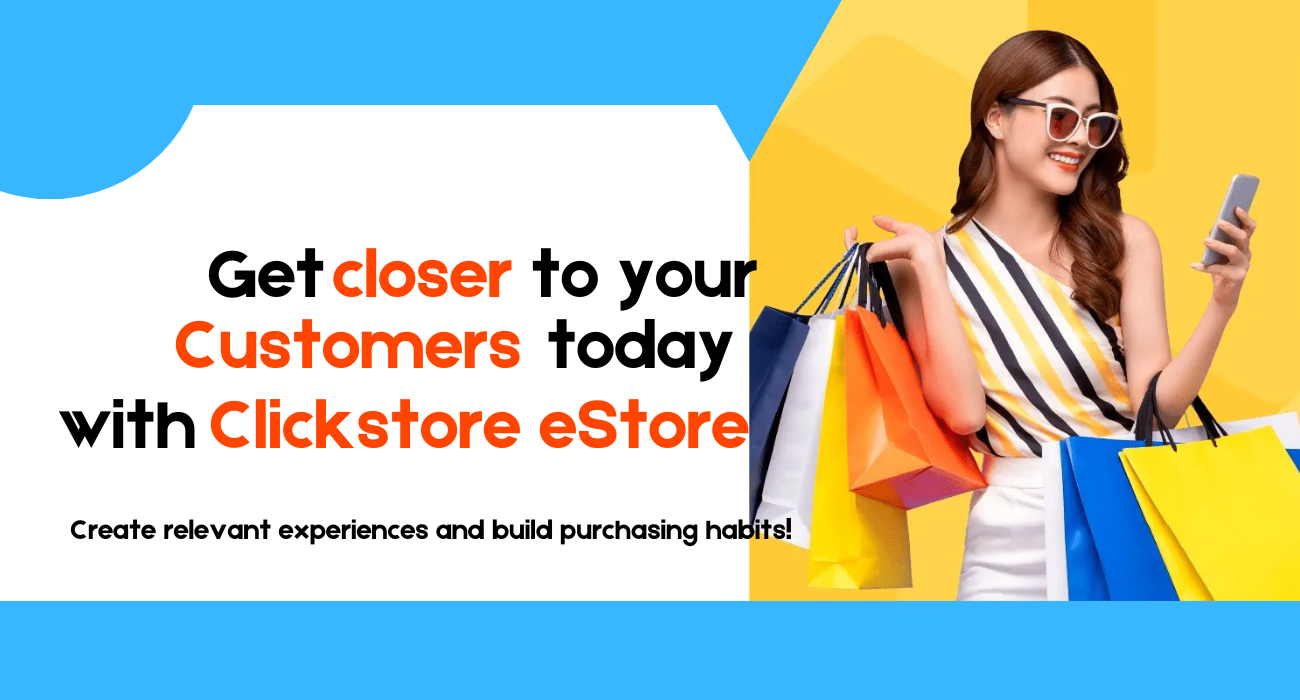 Get closer to your
Customers today
with Clickstore eStore
Create relevant experiences and build purchasing habits!